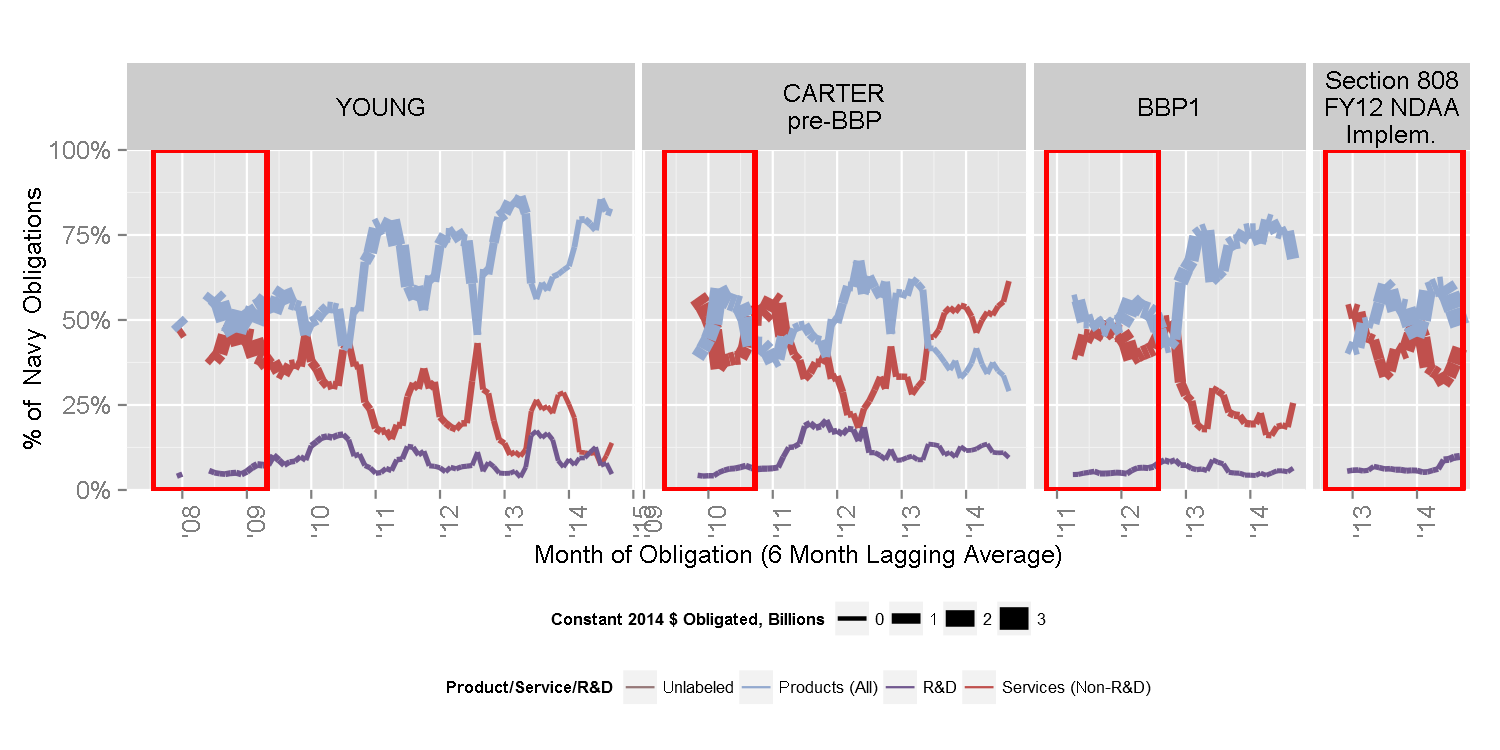 YOUNG
CARTER
pre-BBP
BBP1
Section 808
FY12 NDAA
Implem.
% of Navy Obligations
100%
75%
50%
25%
0%
'08
'09
'10
'11
'12
'13
'14
'15
'09
'10
'11
'12
'13
'14
'11
'12
'13
'14
'13
'14
Month of Obligation (6 Month Lagging Average)
Constant 2014 $ Obligated, Billions 0 1 2 3
Product/Service/R&D Unlabeled Products (All) R&D Services (Non-R&D)